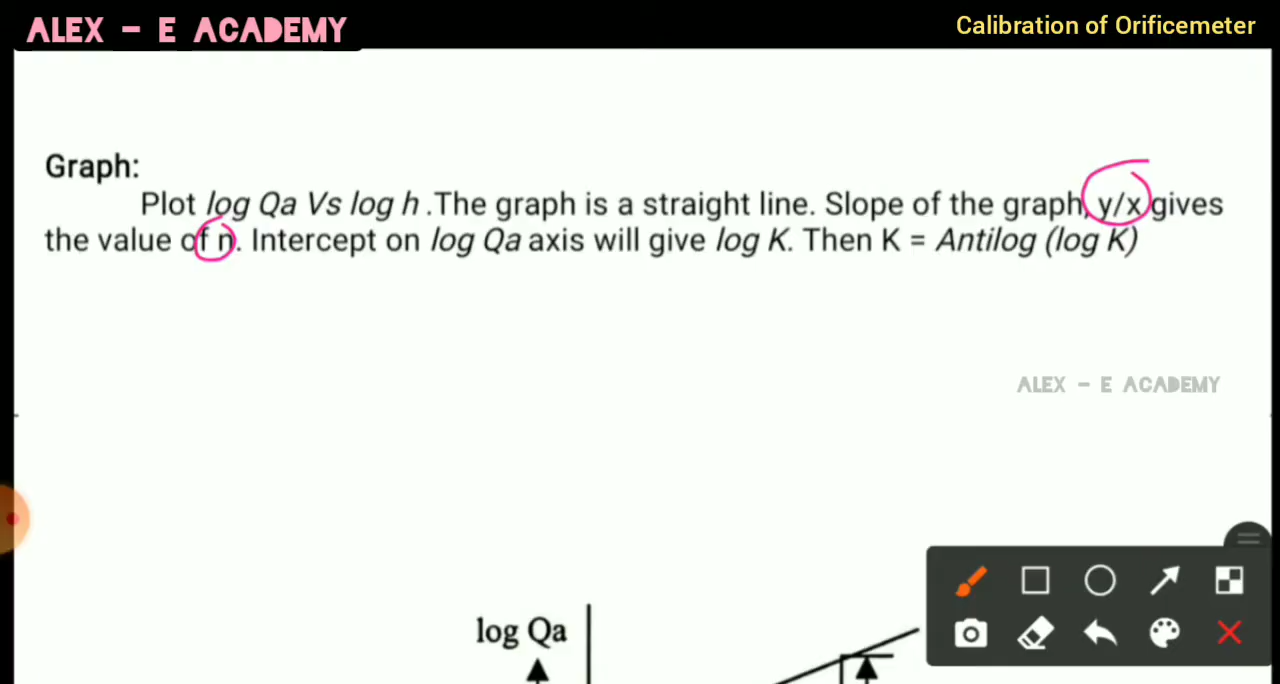 ALEX - E ACADEMY
Calibration of Orificemeter
Graph:
Plot log Qa Vs log h .The graph is a straight line. Slope of the graph, y/x gives
the value of n. Intercept on log Qa axis will give log K. Then K = Antilog (log K)
ALEX - E ACADEMY
log Qa